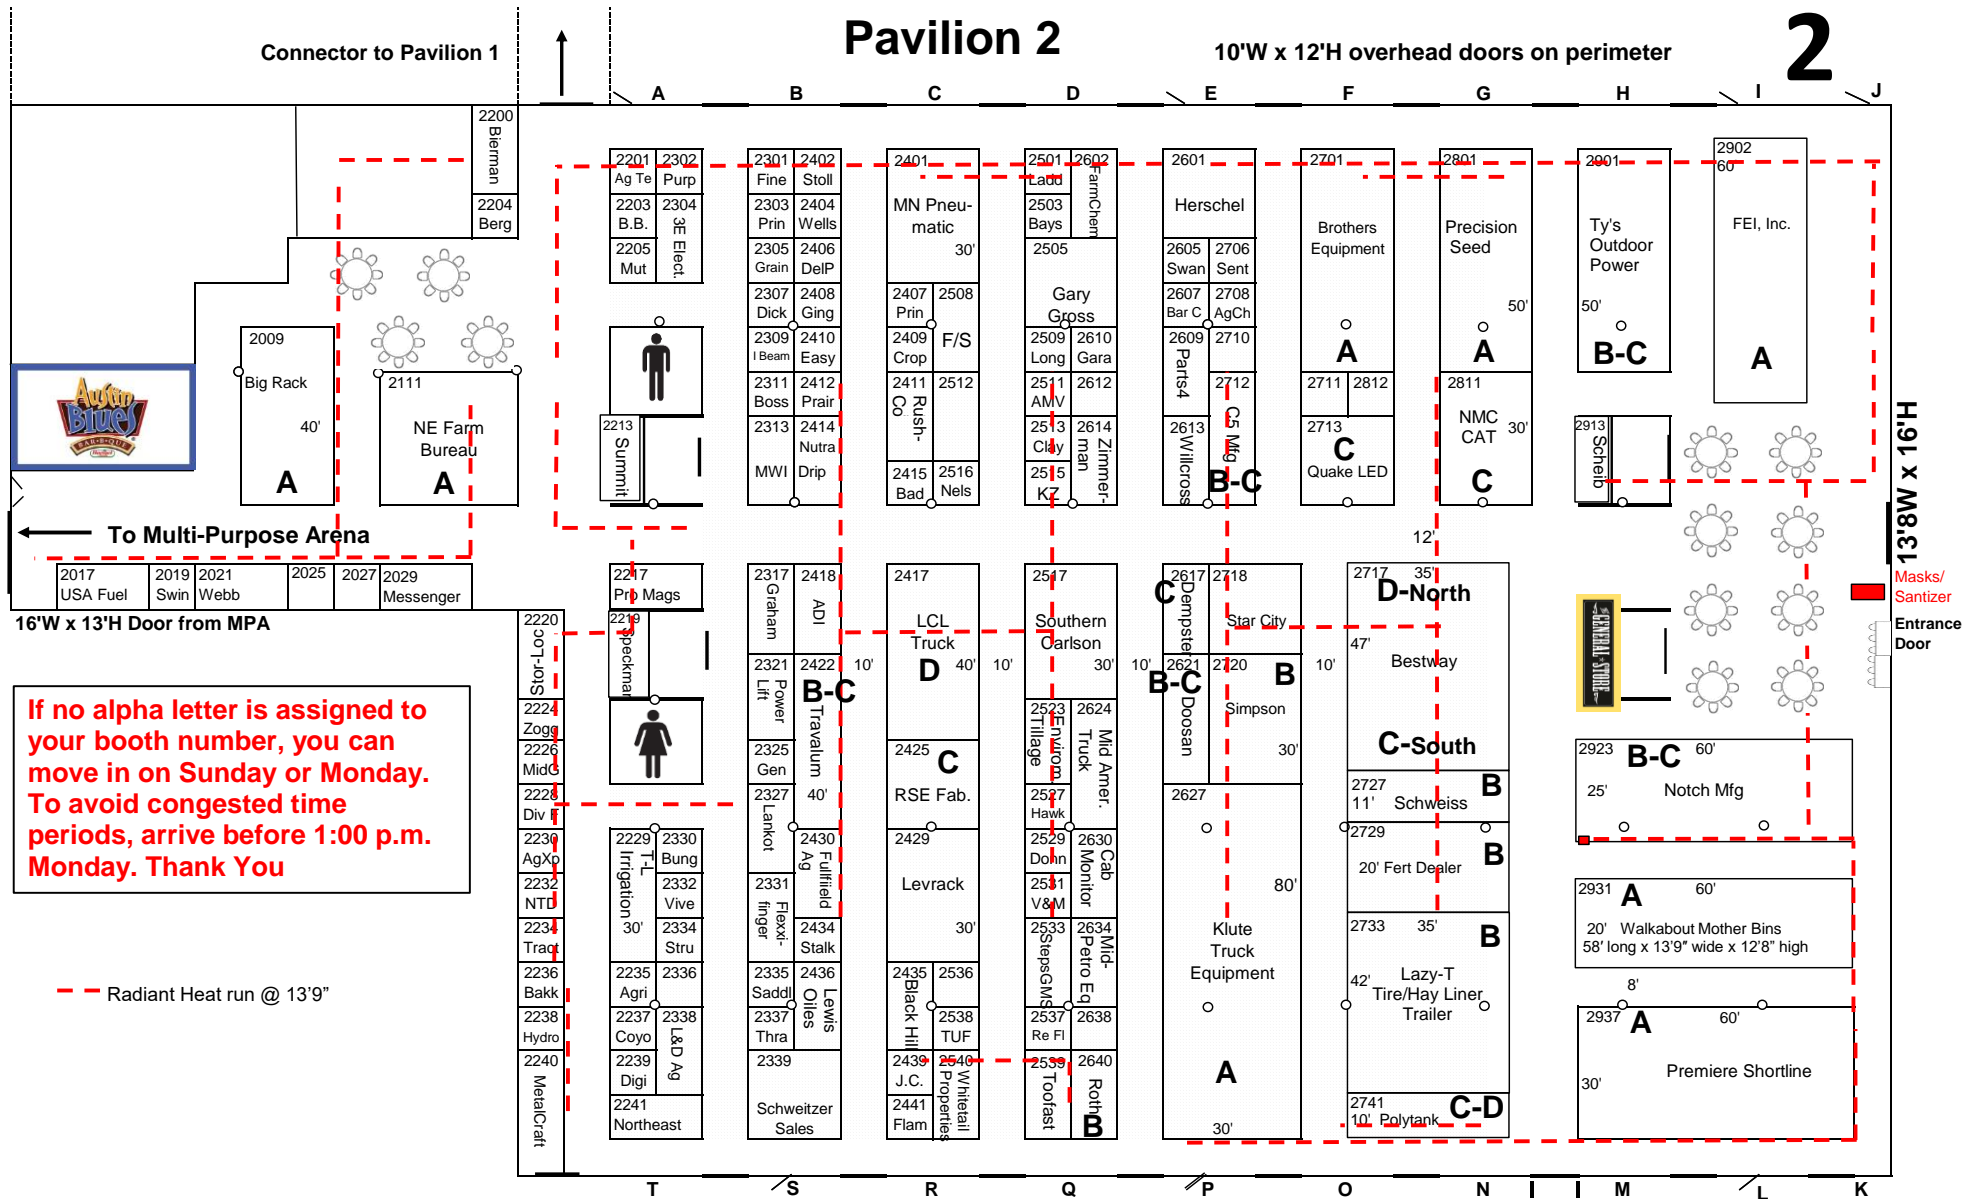 Pavilion 2
2
Connector to Pavilion 1
10'W x 12'H overhead doors on perimeter
A B C D E F G H I J
2200
Bierman
2204
Berg
2201
Ag Te
2302
Purp
2203
B.B.
2304
3E Elect.
2205
Mut
2301
Fine
2402
Stoll
2303
Prin
2404
Wells
2305
Grain
2406
DelP
2307
Dick
2408
Ging
2309
I Beam
2410
Easy
2311
Boss
2412
Prair
2313
MWI
2414
Nutra
Drip
2401
MN Pneu-
matic
30'
2407
Prin
2508
F/S
2409
Crop
2411
Rush-
Co
2512
2415
Bad
2516
Nels
2501
Ladd
2602
FarmChem
2503
Bays
2505
Gary
Gross
2509
Long
2610
Gara
2511
AMV
2612
2513
Clay
2614
Zimmer-
man
2515
KZ
2601
Herschel
2605
Swan
2706
Sent
2607
Bar C
2708
AgCh
2609
Parts4
2710
2712
C5 Mfg
2613
Willcross
B-C
2701
Brothers
Equipment
A
2711
2812
2713
C
Quake LED
2801
Precision
Seed
50'
A
2811
NMC
CAT
30'
C
2901
Ty's
Outdoor
Power
50'
B-C
2902
60'
FEI, Inc.
A
2913
Scheib
13'8W x 16'H
2009
Big Rack
40'
A
2111
NE Farm
Bureau
A
Austin
Blues
BAR-B-QUE
2213
Summit
To Multi-Purpose Arena
12'
2017
USA Fuel
2019
Swin
2021
Webb
2025
2027
2029
Messenger
16'W x 13'H Door from MPA
2217
Pro Mags
2219
Speckman
2220
Stor-Loc
2224
Zogg
2226
MidG
2228
Div F
2230
AgXp
2232
NTD
2234
Tract
2236
Bakk
2238
Hydro
2240
MetalCraft
If no alpha letter is assigned to
your booth number, you can
move in on Sunday or Monday.
To avoid congested time
periods, arrive before 1:00 p.m.
Monday. Thank You
Radiant Heat run @ 13'9"
2229
T-L
Irrigation
30'
2330
Bung
2332
Vive
2334
Stru
2235
Agri
2336
2237
Coyo
2338
L&D Ag
2239
Digi
2241
Northeast
2317
Graham
2418
ADI
2321
Power
Lift
2422
B-C
Travalum
40'
2325
Gen
2327
Lankot
2430
Fullfiield
Ag
2331
Flexxi-
finger
2434
Stalk
2335
Saddl
2436
Lewis
Oiles
2337
Thra
2339
Schweitzer
Sales
2417
LCL
Truck
10'
D
40'
10'
2425
C
RSE Fab.
2429
Levrack
30'
2435
Black Hill
2536
2538
TUF
2439
J.C.
2540
Whitetail
Properties
2441
Flam
2517
Southern
Carlson
30'
10'
2523
Environ
Tillage
2624
Mid Amer.
Truck
2527
Hawk
2529
Donn
2630
Cab
Monitor
2531
V&M
2533
StepsGMS
2634
Mid-
Petro Eq
2537
Re Fl
2638
2539
Toofast
2640
Roth
B
2617
C
Dempster
2718
Star City
2621
B-C
Doosan
2720
B
Simpson
30'
10'
2627
80'
Klute
Truck
Equipment
A
30'
2717
35'
D-North
47'
Bestway
C-South
2727
11'
Schweiss
B
2729
20' Fert Dealer
B
2733
35'
B
42'
Lazy-T
Tire/Hay Liner
Trailer
2741
10' Polytank
C-D
GENERAL STORE
Masks/
Santizer
Entrance
Door
2923
B-C
60'
25'
Notch Mfg
2931
A
60'
20' Walkabout Mother Bins
58' long x 13'9" wide x 12'8" high
8'
2937
A
60'
30'
Premiere Shortline
T S R Q P O N M L K